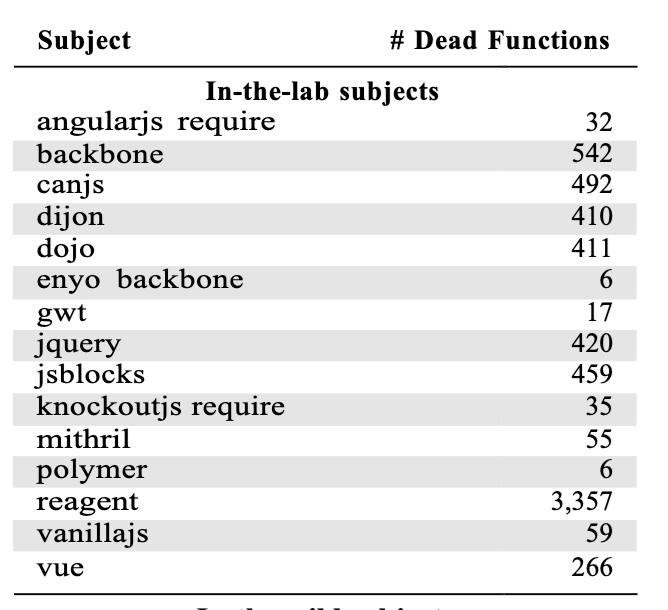 Subject # Dead Functions
In-the-lab subjects
angularjs require 32
backbone 542
canjs 492
dijon 410
dojo 411
enyo backbone 6
gwt 17
jquery 420
jsblocks 459
knockoutjs require 35
mithril 55
polymer 6
reagent 3,357
vanillajs 59
vue 266